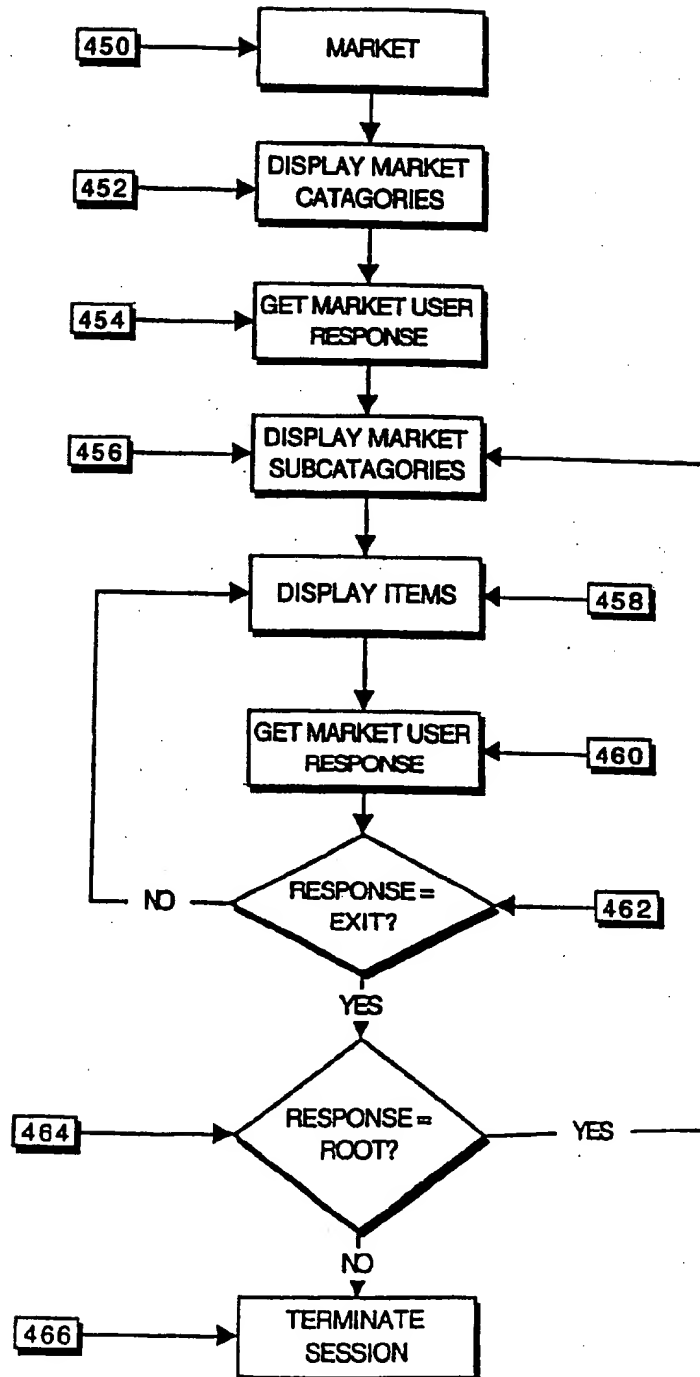 450
MARKET
DISPLAY MARKET
CATAGORIES
452
GET MARKET USER
RESPONSE
454
DISPLAY MARKET
SUBCATAGORIES
456
DISPLAY ITEMS
458
GET MARKET USER
RESPONSE
460
RESPONSE =
EXIT?
NO
462
YES
RESPONSE =
ROOT?
464
YES
NO
TERMINATE
SESSION
466